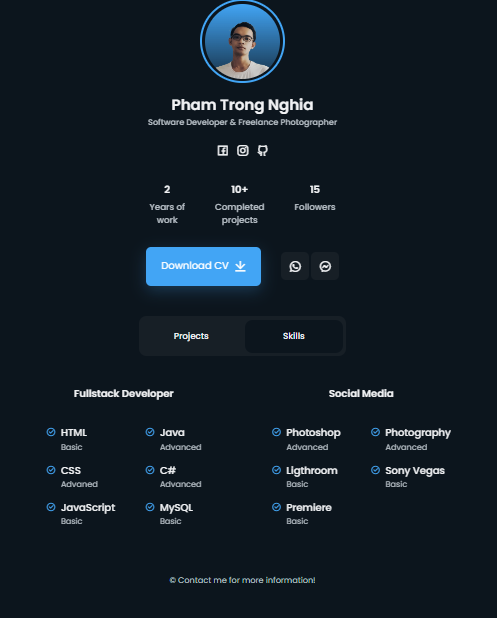 Pham Trong Nghia
Software Developer & Freelance Photographer
2
Years of
work
10+
Completed
projects
15
Followers
Download CV
Projects
Skills
Fullstack Developer
HTML
Basic
Java
Advanced
CSS
Advaned
C#
Advanced
JavaScript
Basic
MySQL
Basic
Social Media
Photoshop
Advanced
Photography
Advanced
Ligthroom
Basic
Sony Vegas
Basic
Premiere
Basic
© Contact me for more information!